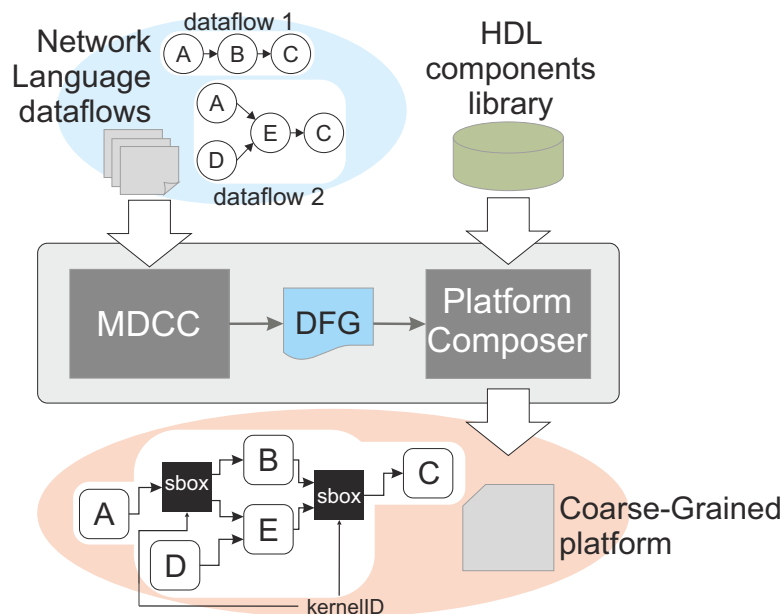 dataflow 1
Network
Language
dataflows
A
B
C
A
E
C
D
dataflow 2
HDL
components
library
MDCC
DFG
Platform
Composer
sbox
B
sbox
C
A
E
D
kernelID
Coarse-Grained
platform